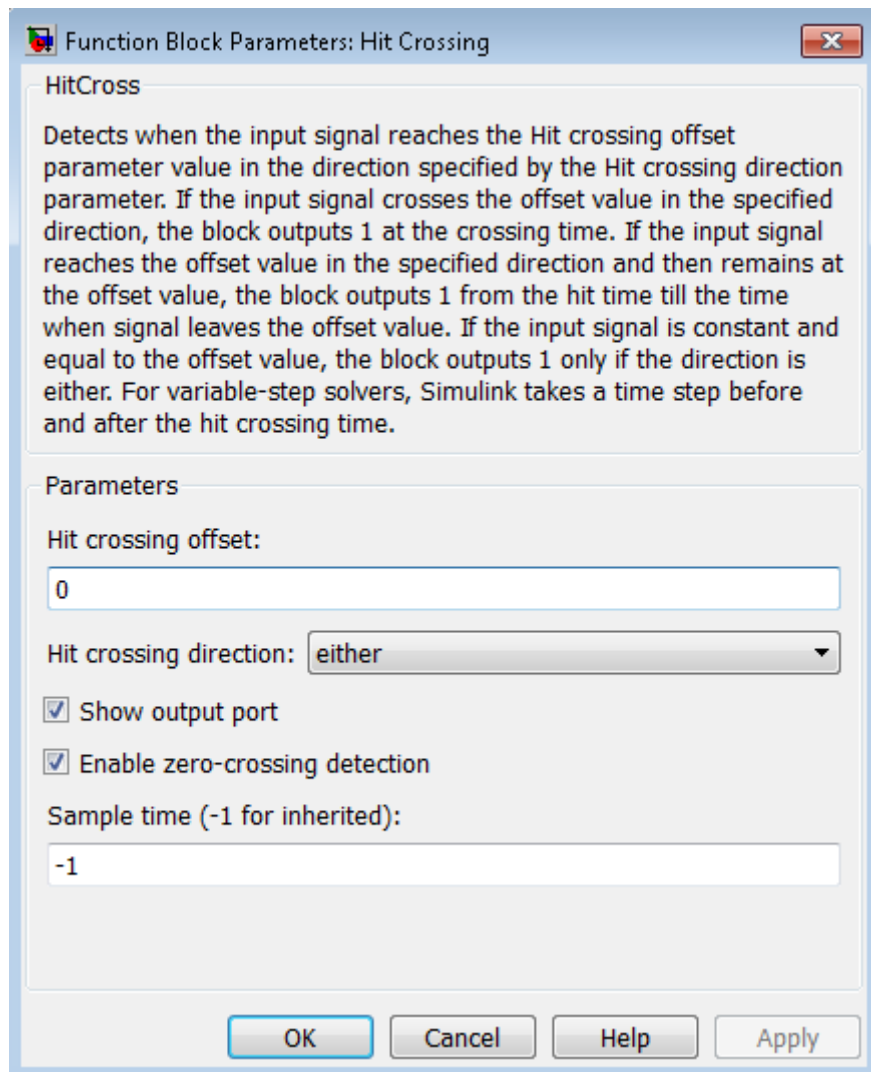 Function Block Parameters: Hit Crossing
HitCross
Detects when the input signal reaches the Hit crossing offset
parameter value in the direction specified by the Hit crossing direction
parameter. If the input signal crosses the offset value in the specified
direction, the block outputs 1 at the crossing time. If the input signal
reaches the offset value in the specified direction and then remains at
the offset value, the block outputs 1 from the hit time till the time
when signal leaves the offset value. If the input signal is constant and
equal to the offset value, the block outputs 1 only if the direction is
either. For variable-step solvers, Simulink takes a time step before
and after the hit crossing time.
Parameters
Hit crossing offset:
0
Hit crossing direction: either
Show output port
Enable zero-crossing detection
Sample time (-1 for inherited):
-1
OK Cancel Help Apply